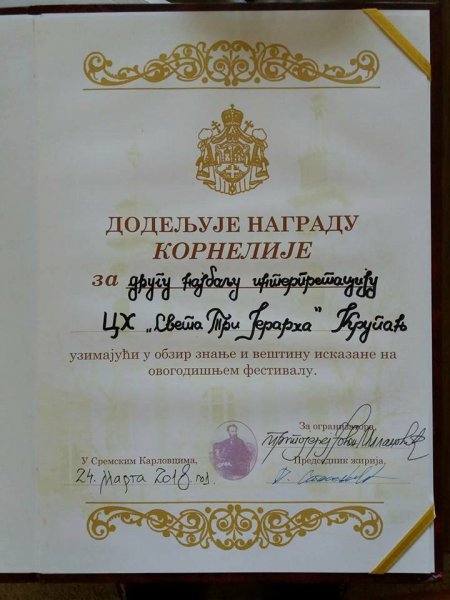 ДОДЕЉУЈЕ НАГРАДУ
КОРНЕЛИЈЕ
за другу најбољу интерпретацију
ЦХ „Света Три Јерарха" Крупањ
узимајући у обзир знање и вештину исказане на
овогодишњем фестивалу.
За организатора,
У Сремским Карловцима,
Председник жирија,
24. марта 2018. год.